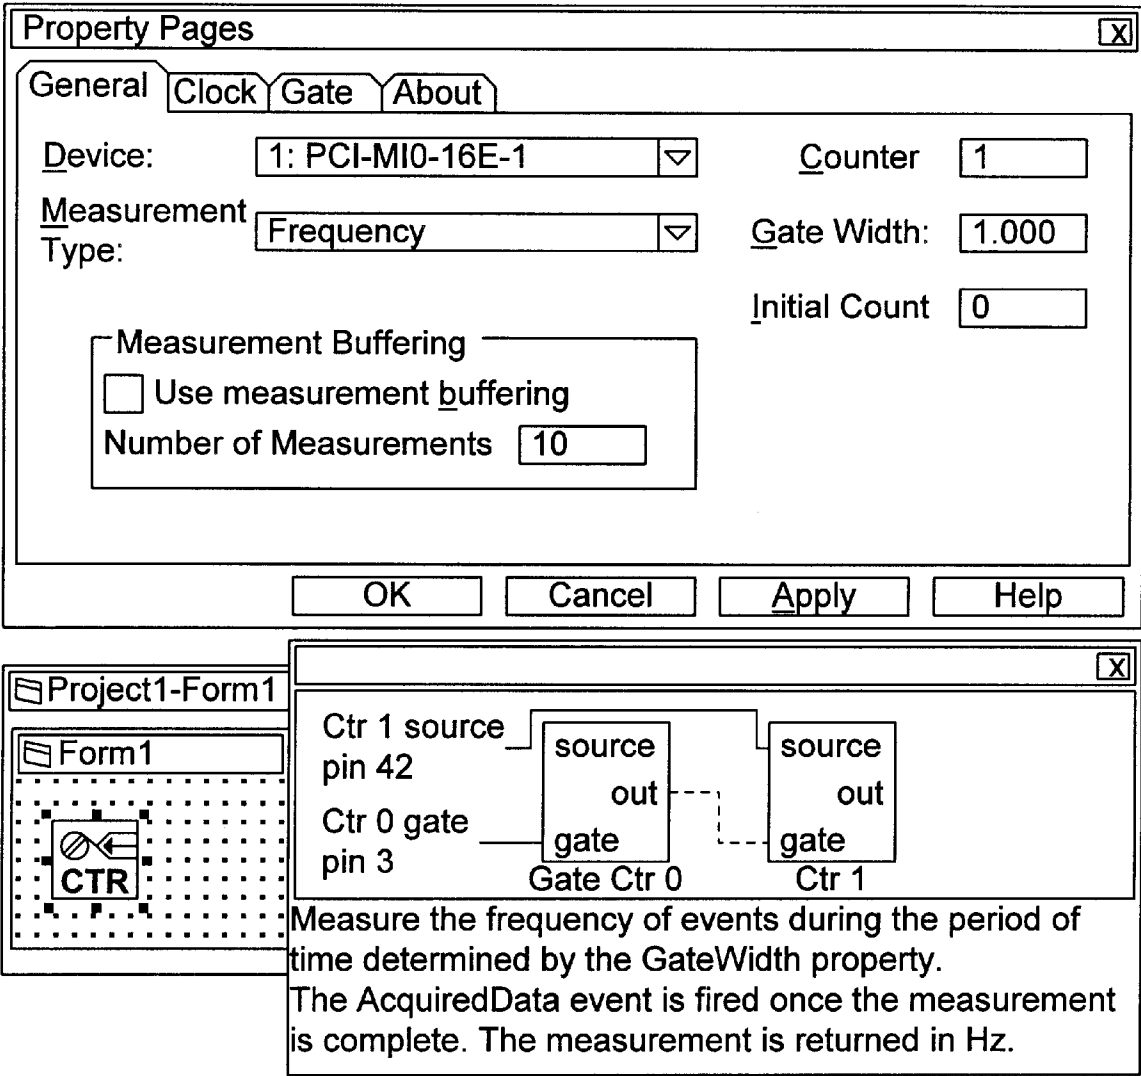 Property Pages X
General Clock Gate About
Device: 1: PCI-MI0-16E-1 Counter 1
Measurement Type: Frequency Gate Width: 1.000
Initial Count 0
Measurement Buffering
Use measurement buffering
Number of Measurements 10
OK Cancel Apply Help
Project1-Form1
Form1
CTR
X
Ctr 1 source
pin 42
Ctr 0 gate
pin 3
source
out
gate
Gate Ctr 0
source
out
gate
Ctr 1
Measure the frequency of events during the period of
time determined by the GateWidth property.
The AcquiredData event is fired once the measurement
is complete. The measurement is returned in Hz.